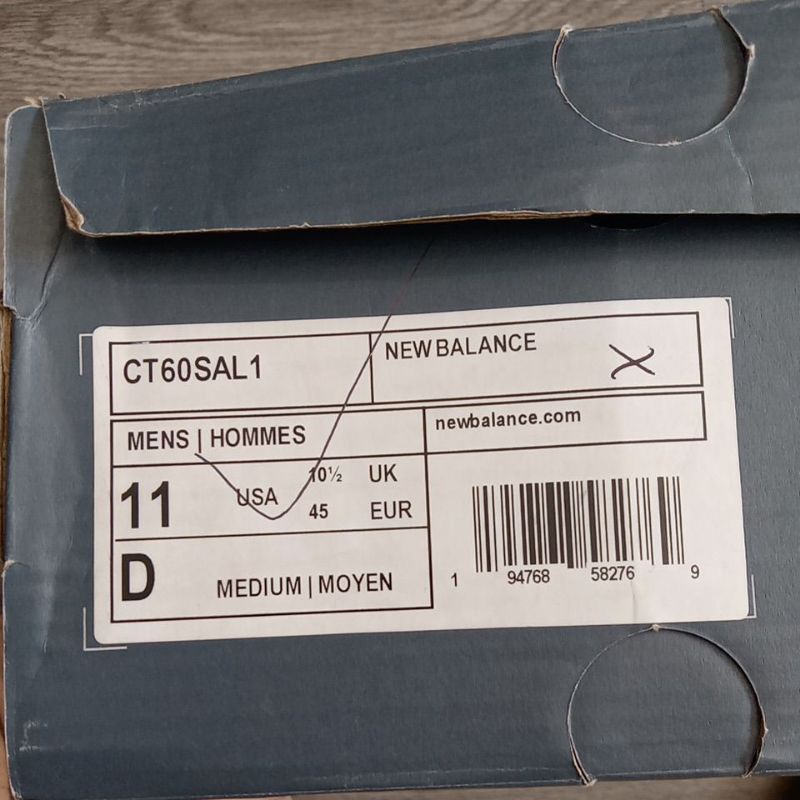 CT60SAL1
NEW BALANCE
MENS | HOMMES
newbalance.com
11 USA
10½ UK
45 EUR
D MEDIUM | MOYEN
1 94768 58276 9